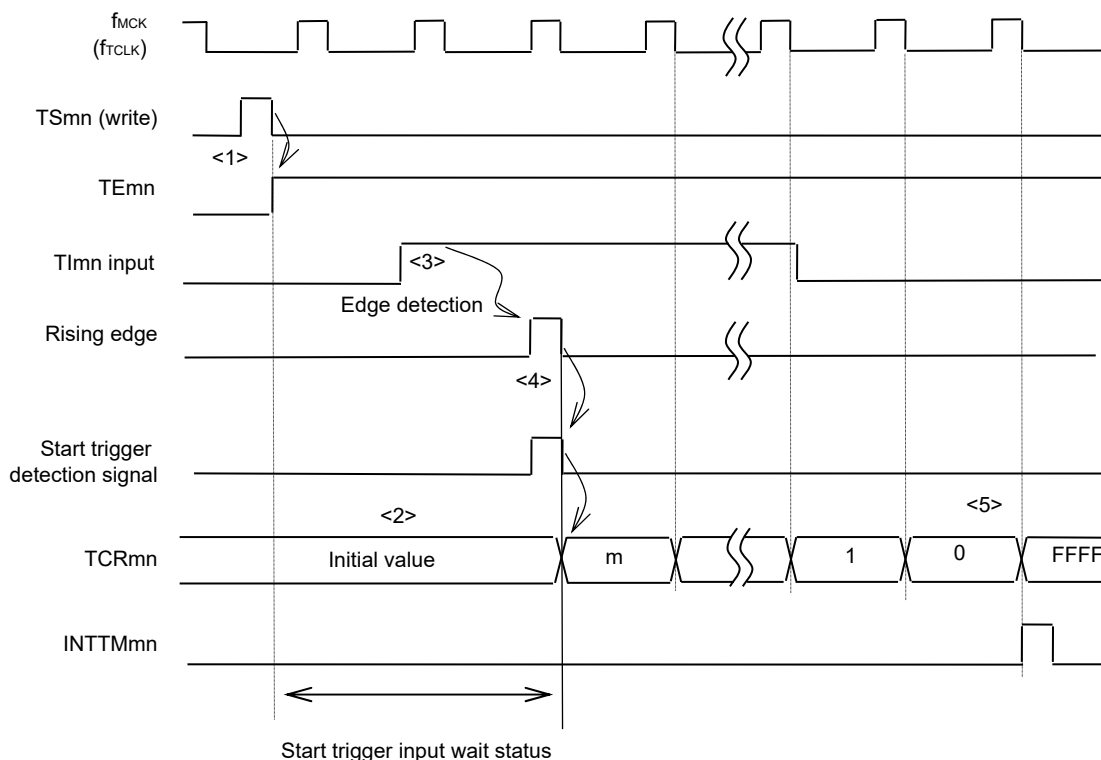 fMCK
(fTCLK)
TSmn (write)
<1>
TEmn
TImn input
<3>
Edge detection
Rising edge
<4>
Start trigger
detection signal
<2>
<5>
TCRmn
Initial value
m
1
0
FFFF
INTTMmn
Start trigger input wait status